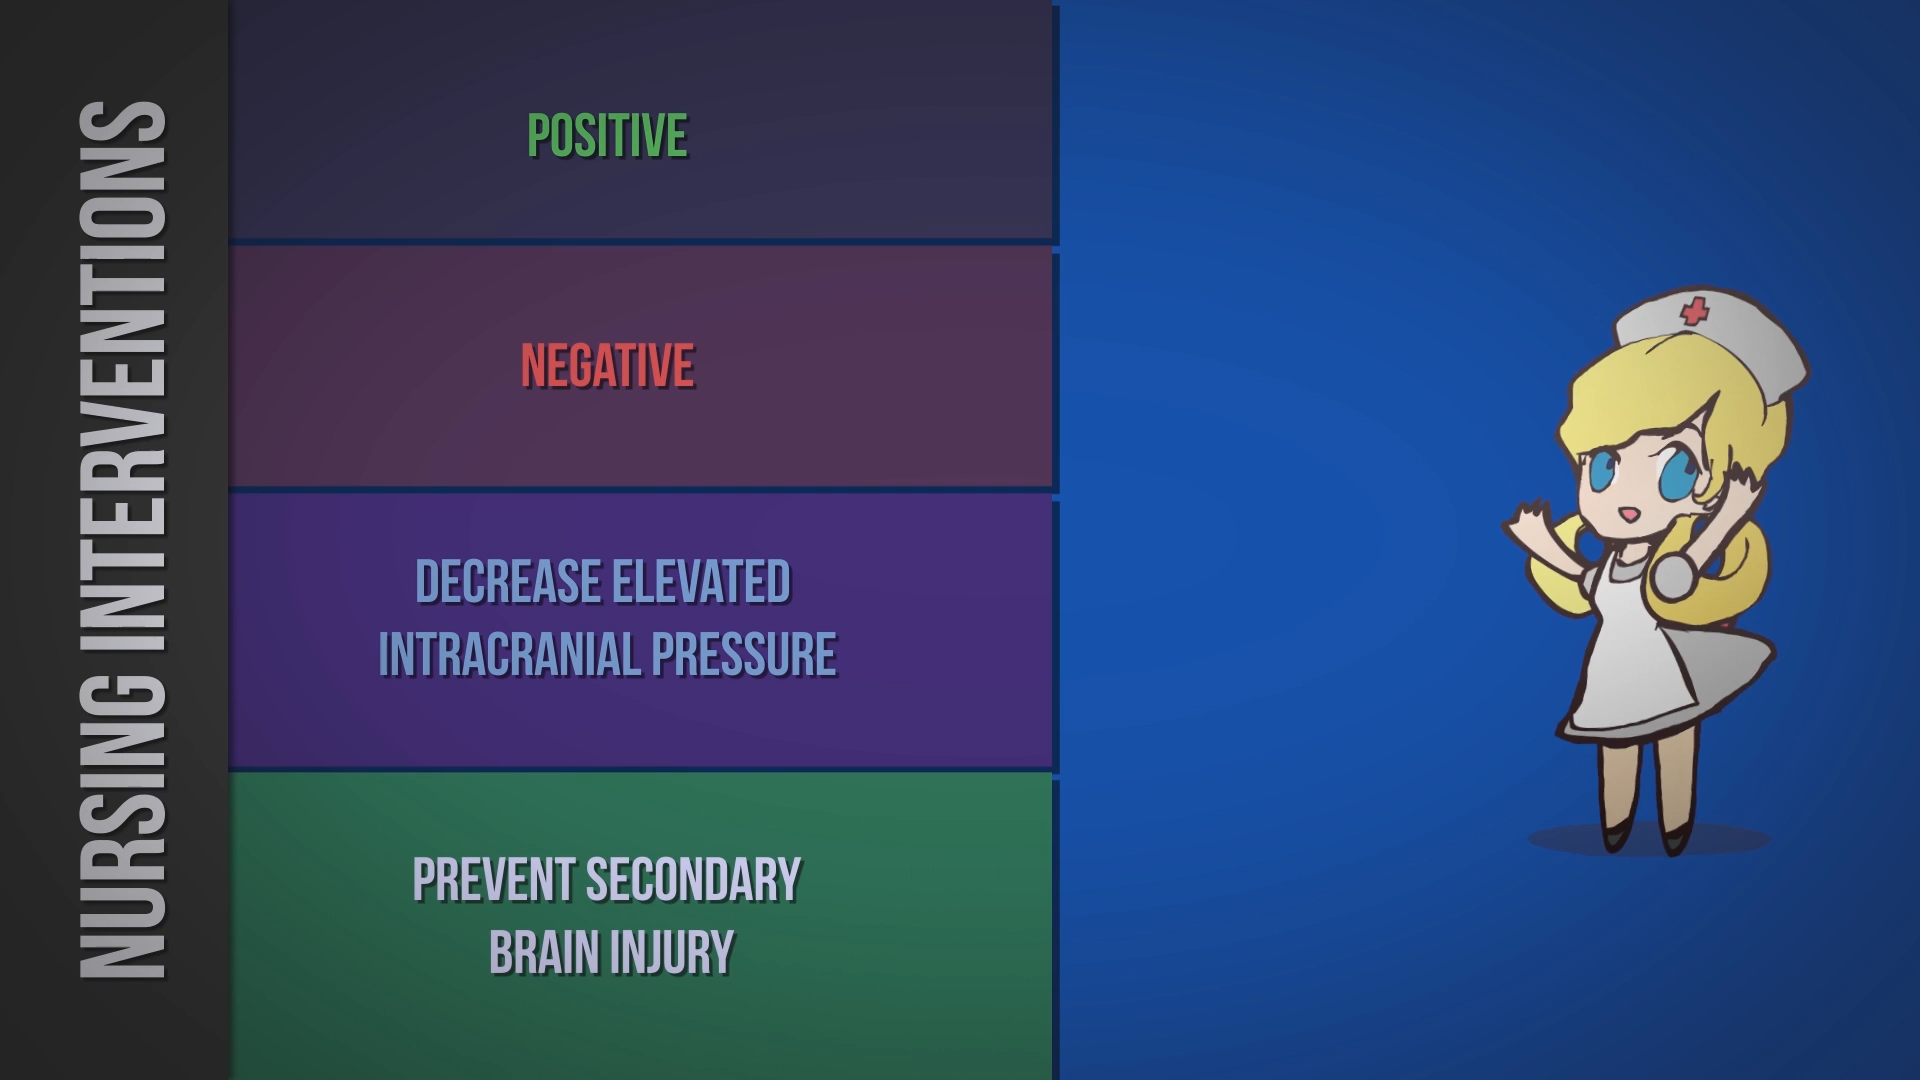 NURSING INTERVENTIONS
POSITIVE
NEGATIVE
DECREASE ELEVATED
INTRACRANIAL PRESSURE
PREVENT SECONDARY
BRAIN INJURY